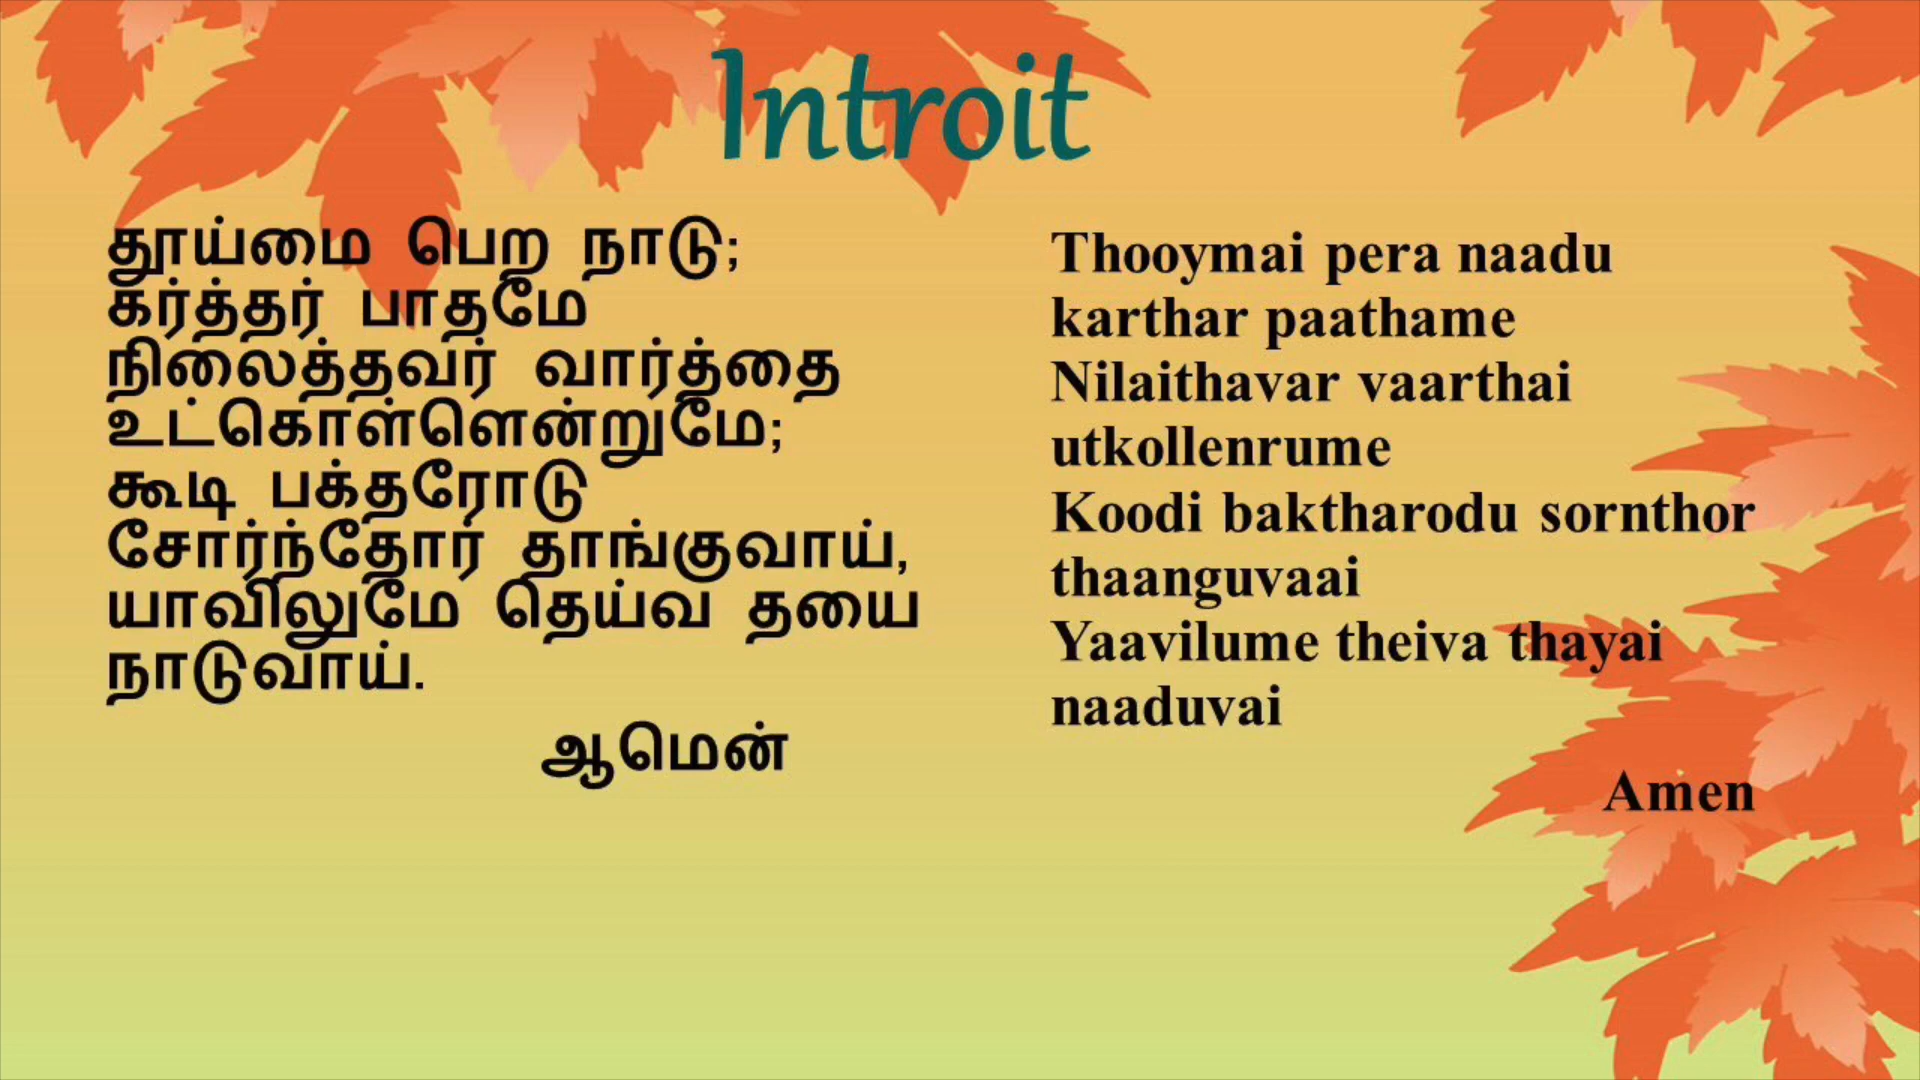 Introit
தூய்மை பெற நாடு;
கர்த்தர் பாதமே
நிலைத்தவர் வார்த்தை
உட்கொள்ளென்றுமே;
கூடி பக்தரோடு
சோர்ந்தோர் தாங்குவாய்,
யாவிலுமே தெய்வ தயை
நாடுவாய்.
ஆமென்
Thooymai pera naadu
karthar paathame
Nilaithavar vaarthai
utkollenrume
Koodi baktharodu sornthor
thaanguvaai
Yaavilume theiva thayai
naaduvai
Amen